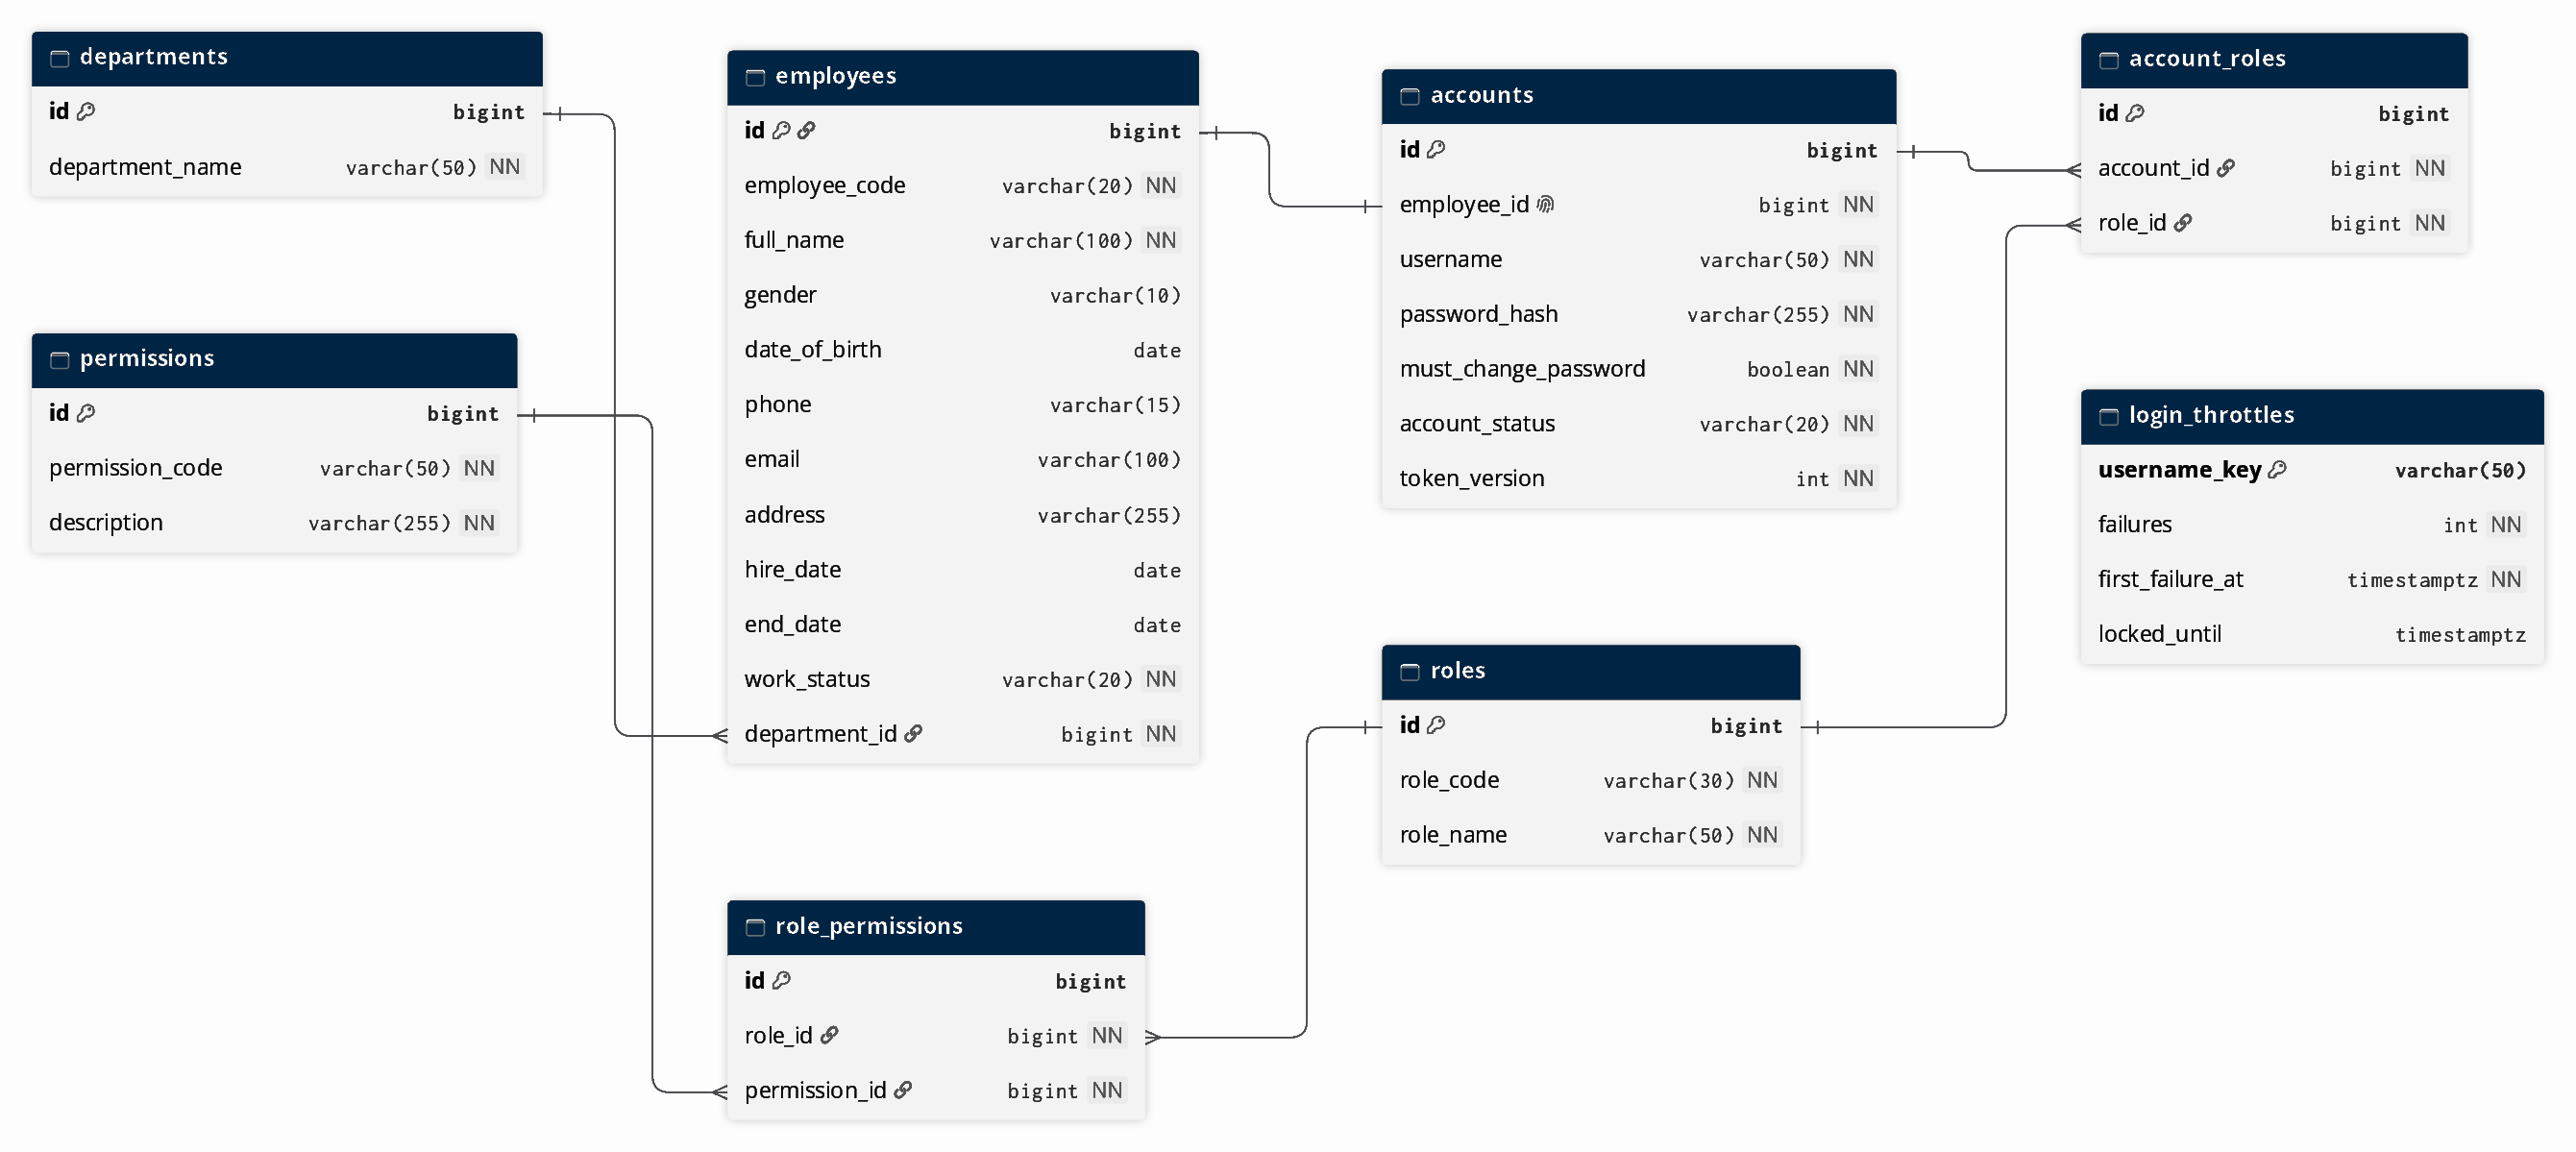 departments
id bigint
department_name varchar(50) NN
permissions
id bigint
permission_code varchar(50) NN
description varchar(255) NN
employees
id bigint
employee_code varchar(20) NN
full_name varchar(100) NN
gender varchar(10)
date_of_birth date
phone varchar(15)
email varchar(100)
address varchar(255)
hire_date date
end_date date
work_status varchar(20) NN
department_id bigint NN
role_permissions
id bigint
role_id bigint NN
permission_id bigint NN
accounts
id bigint
employee_id bigint NN
username varchar(50) NN
password_hash varchar(255) NN
must_change_password boolean NN
account_status varchar(20) NN
token_version int NN
roles
id bigint
role_code varchar(30) NN
role_name varchar(50) NN
account_roles
id bigint
account_id bigint NN
role_id bigint NN
login_throttles
username_key varchar(50)
failures int NN
first_failure_at timestamptz NN
locked_until timestamptz